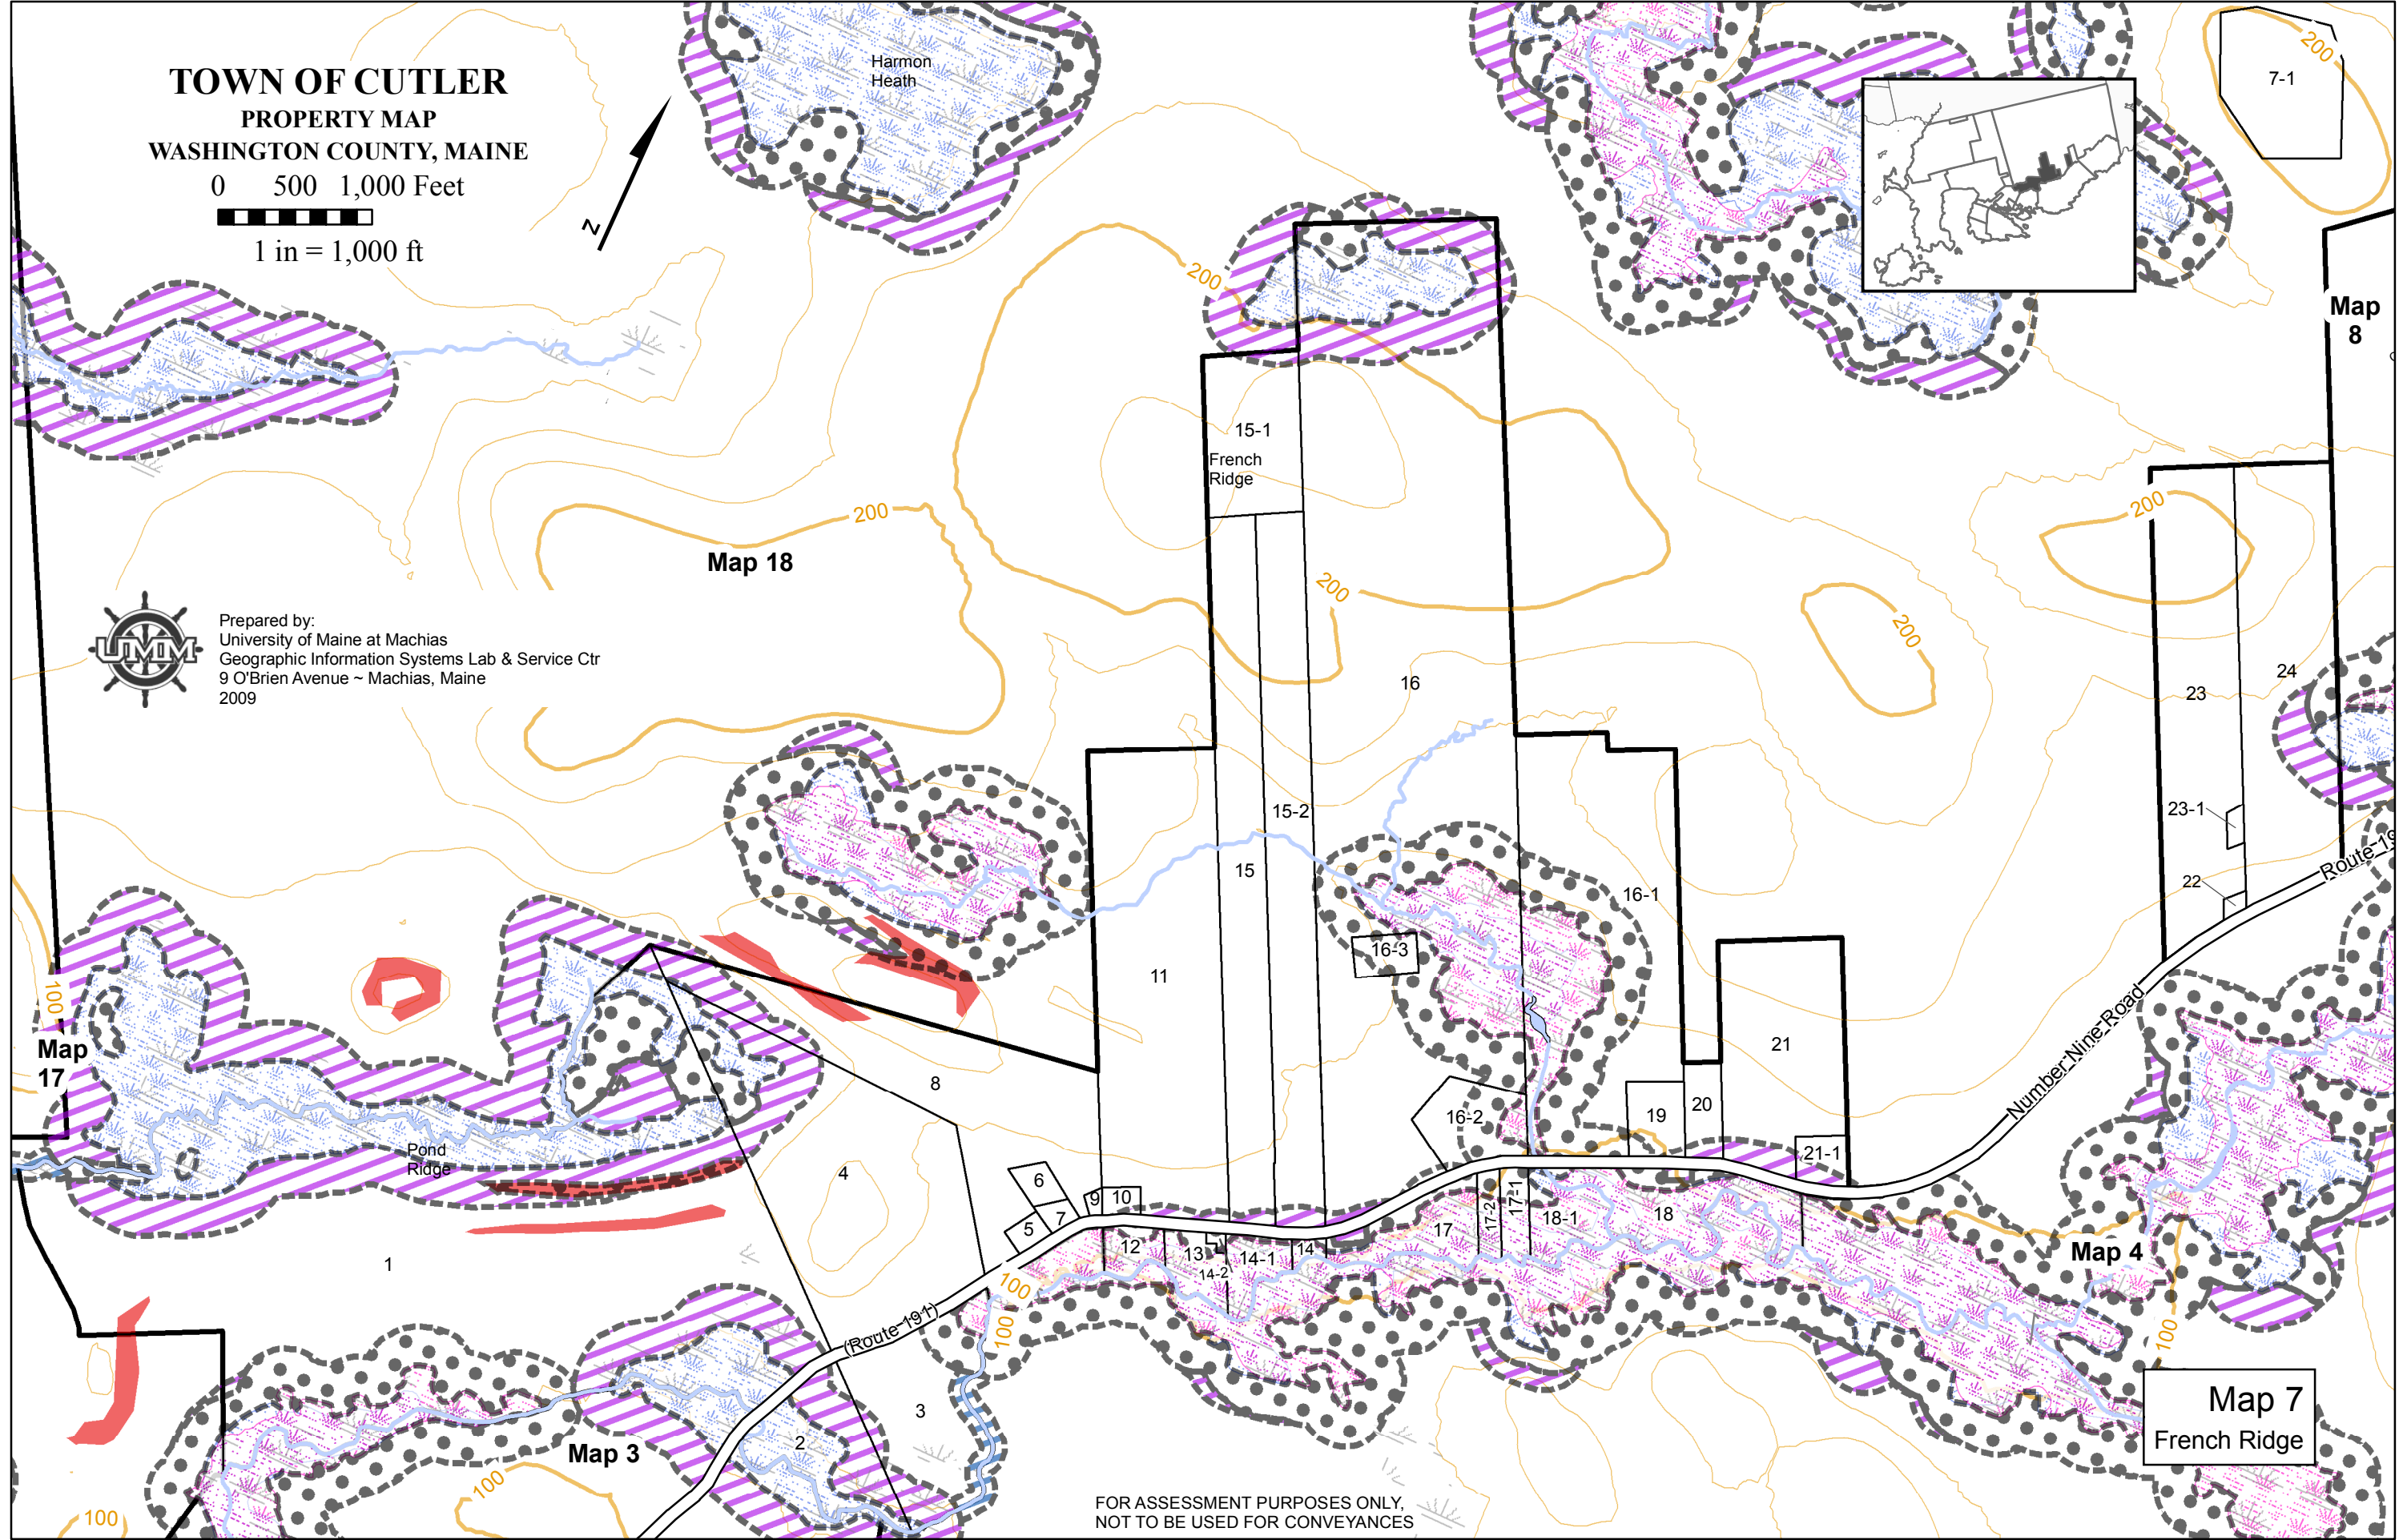 TOWN OF CUTLER
PROPERTY MAP
WASHINGTON COUNTY, MAINE
0 500 1,000 Feet
1 in = 1,000 ft
N
Harmon
Heath
200
7-1
Map
8
200
15-1
French
Ridge
200
Map 18
200
200
200
UMM
Prepared by:
University of Maine at Machias
Geographic Information Systems Lab & Service Ctr
9 O'Brien Avenue ~ Machias, Maine
2009
16
23
24
15-2
23-1
15
22
Route 19
16-1
16-3
11
100
Map
17
21
Number Nine Road
8
19
20
16-2
21-1
Pond
Ridge
4
6
9
10
5
7
17-2
17-1
18-1
18
17
12
13
14-2
14-1
14
Map 4
1
100
100
(Route 191)
100
3
2
Map 3
100
100
Map 7
French Ridge
FOR ASSESSMENT PURPOSES ONLY,
NOT TO BE USED FOR CONVEYANCES